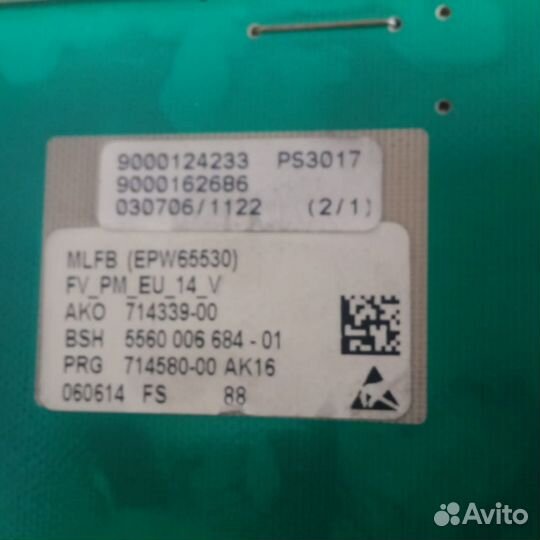 9000124233 PS3017
9000162686
030706/1122 (2/1)
MLFB (EPW65530)
FV_PM_EU_14_V
AKO 714339-00
BSH 5560 006 684 - 01
PRG 714580-00 AK16
060614 FS 88
Avito